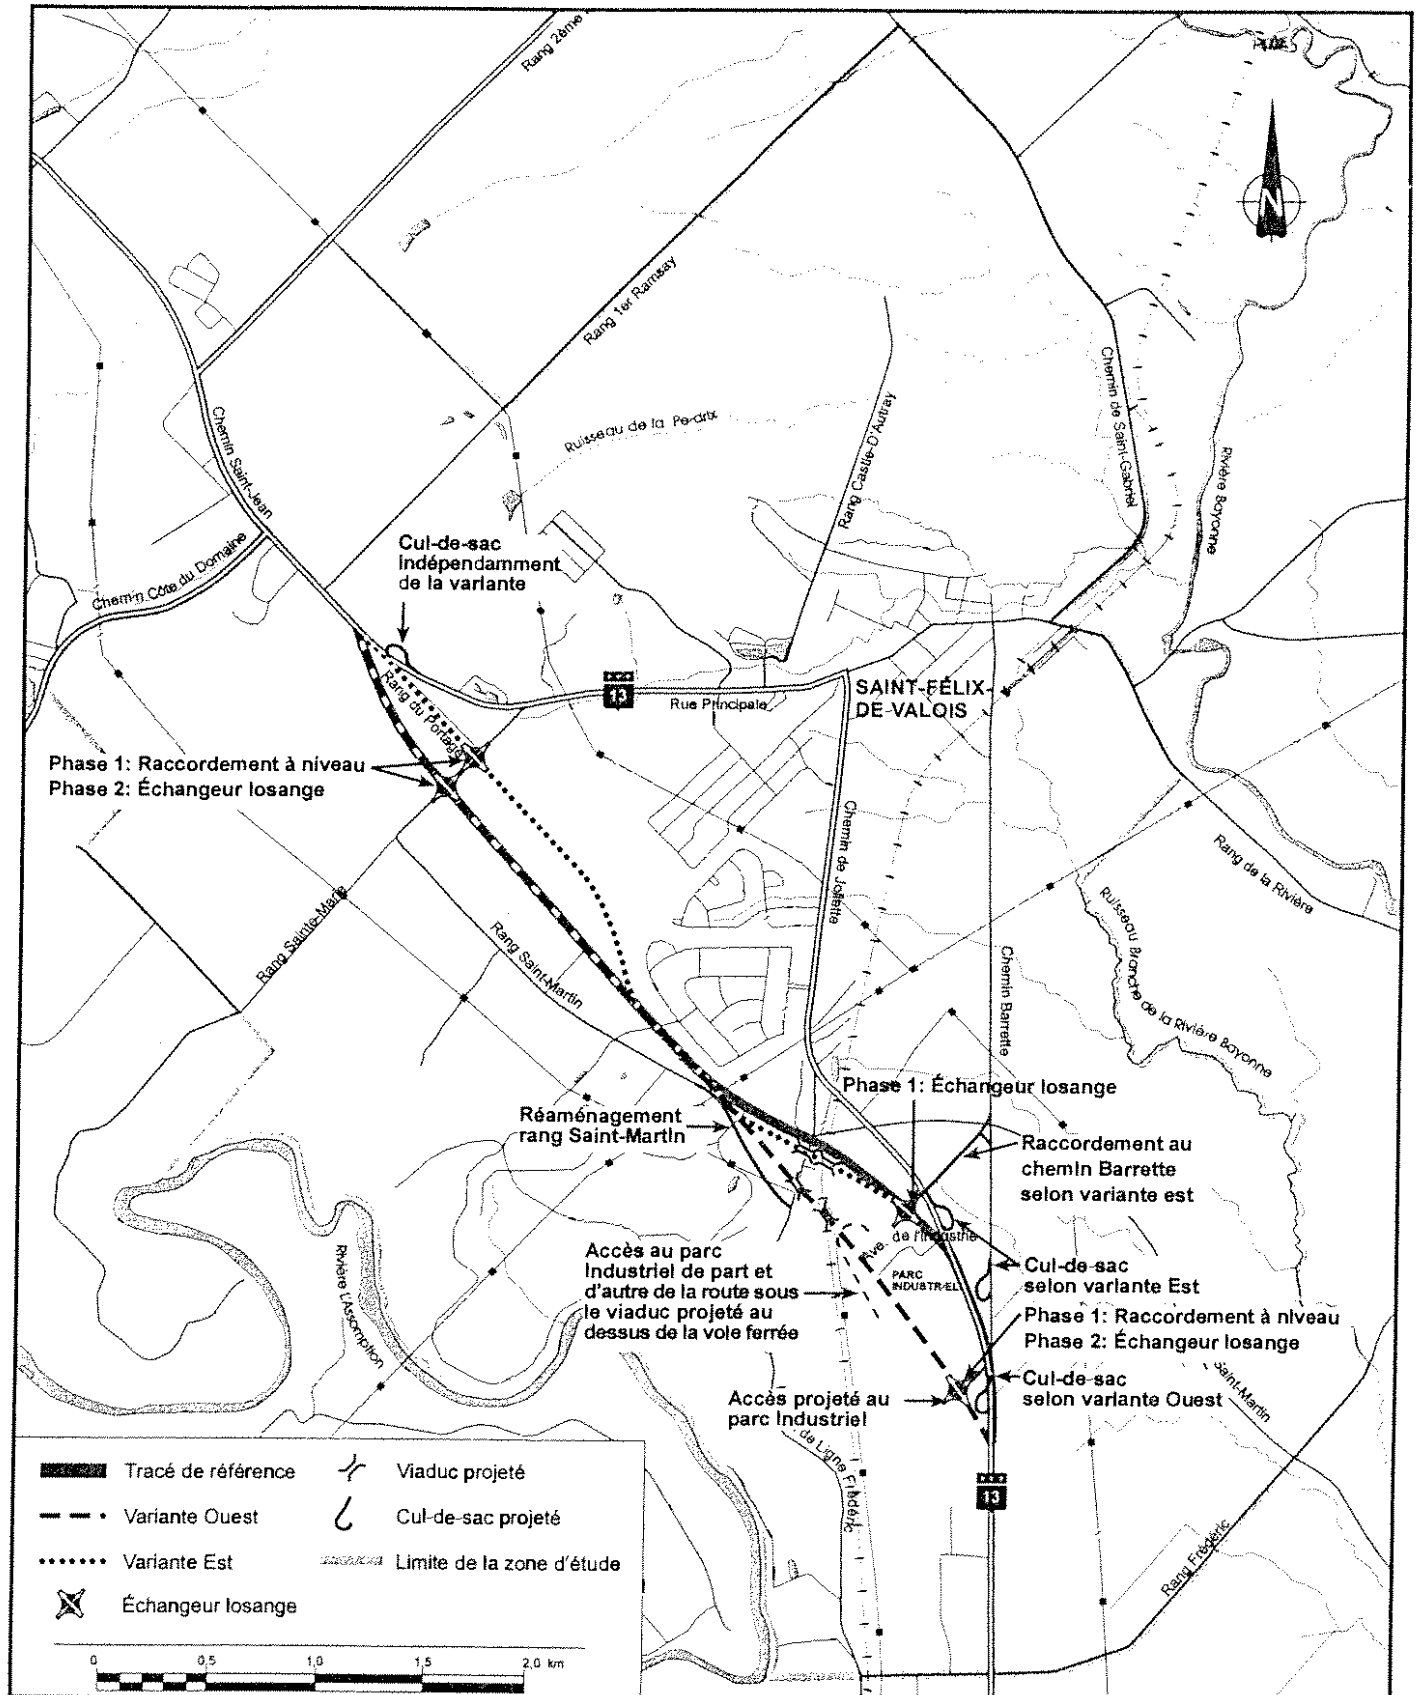 Rang 2ème
N
Rang 1er Ramsay
Chemin de Saint-Gabriel
Rang Castle-D'Autray
Ruisseau de la Pe-drix
Chemin Saint-Jean
Rivière Bayonne
Cul-de-sac
Indépendamment
de la variante
Chemin Côte du Domaine
Rang du Portage
13
Rue Principale
SAINT-FÉLIX-
DE-VALOIS
Phase 1: Raccordement à niveau
Phase 2: Échangeur losange
Chemin de Joliette
Rang de la Rivière
Rang Sainte-Marie
Rang Saint-Martin
Chemin Barrette
Ruisseau Branche de la Rivière Bayonne
Phase 1: Échangeur losange
Réaménagement
rang Saint-Martin
Raccordement au
chemin Barrette
selon variante est
Rivière L'Assomption
Accès au parc
Industriel de part et
d'autre de la route sous
le viaduc projeté au
dessus de la voie ferrée
Ave. de l'Industrie
PARC
INDUSTRIEL
Cul-de-sac
selon variante Est
Phase 1: Raccordement à niveau
Phase 2: Échangeur losange
Cul-de-sac
selon variante Ouest
Saint-Martin
Accès projeté au
parc Industriel
de Ligne Frédéric
13
Rang Frédéric
Tracé de référence
Viaduc projeté
Variante Ouest
Cul-de-sac projeté
Variante Est
Limite de la zone d'étude
Échangeur losange
0 0,5 1,0 1,5 2,0 km